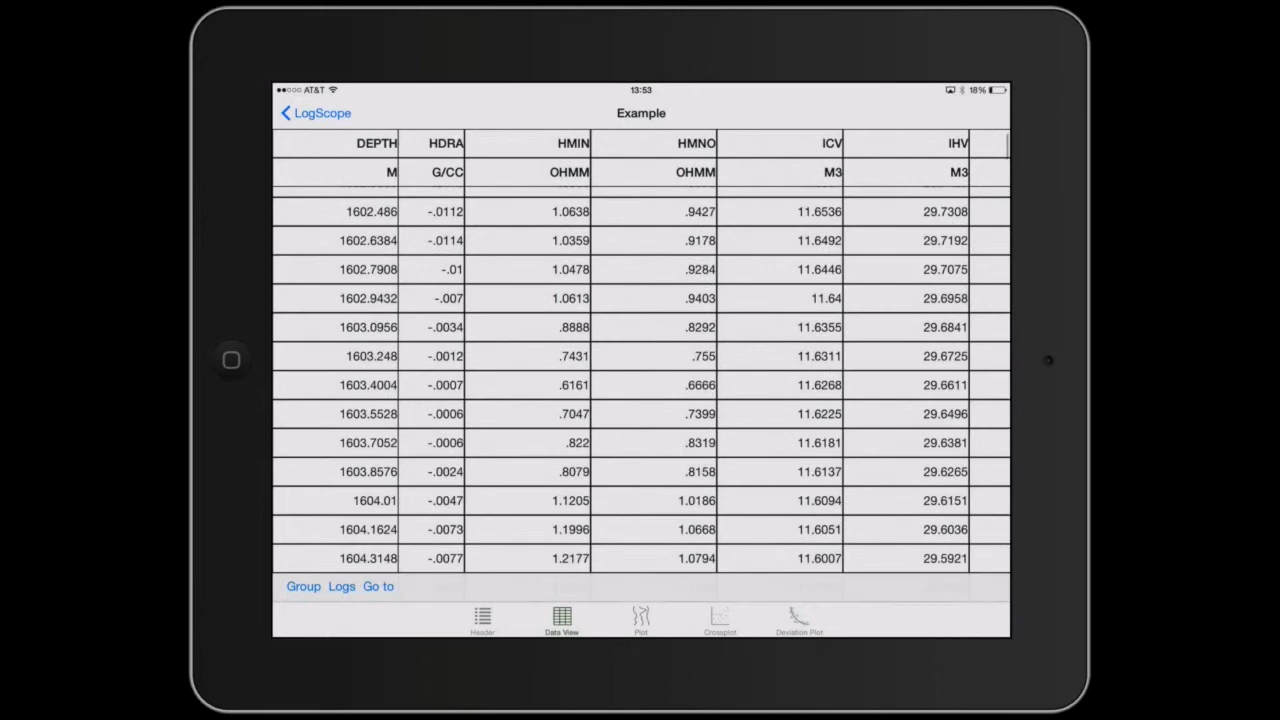 AT&T 13:53 18%
LogScope Example
DEPTH HDRA HMIN HMNO ICV IHV
M G/CC OHMM OHMM M3 M3
1602.486 -.0112 1.0638 .9427 11.6536 29.7308
1602.6384 -.0114 1.0359 .9178 11.6492 29.7192
1602.7908 -.01 1.0478 .9284 11.6446 29.7075
1602.9432 -.007 1.0613 .9403 11.64 29.6958
1603.0956 -.0034 .8888 .8292 11.6355 29.6841
1603.248 -.0012 .7431 .755 11.6311 29.6725
1603.4004 -.0007 .6161 .6666 11.6268 29.6611
1603.5528 -.0006 .7047 .7399 11.6225 29.6496
1603.7052 -.0006 .822 .8319 11.6181 29.6381
1603.8576 -.0024 .8079 .8158 11.6137 29.6265
1604.01 -.0047 1.1205 1.0186 11.6094 29.6151
1604.1624 -.0073 1.1996 1.0668 11.6051 29.6036
1604.3148 -.0077 1.2177 1.0794 11.6007 29.5921
Group Logs Go to
Header Data View Plot Crossplot Deviation Plot